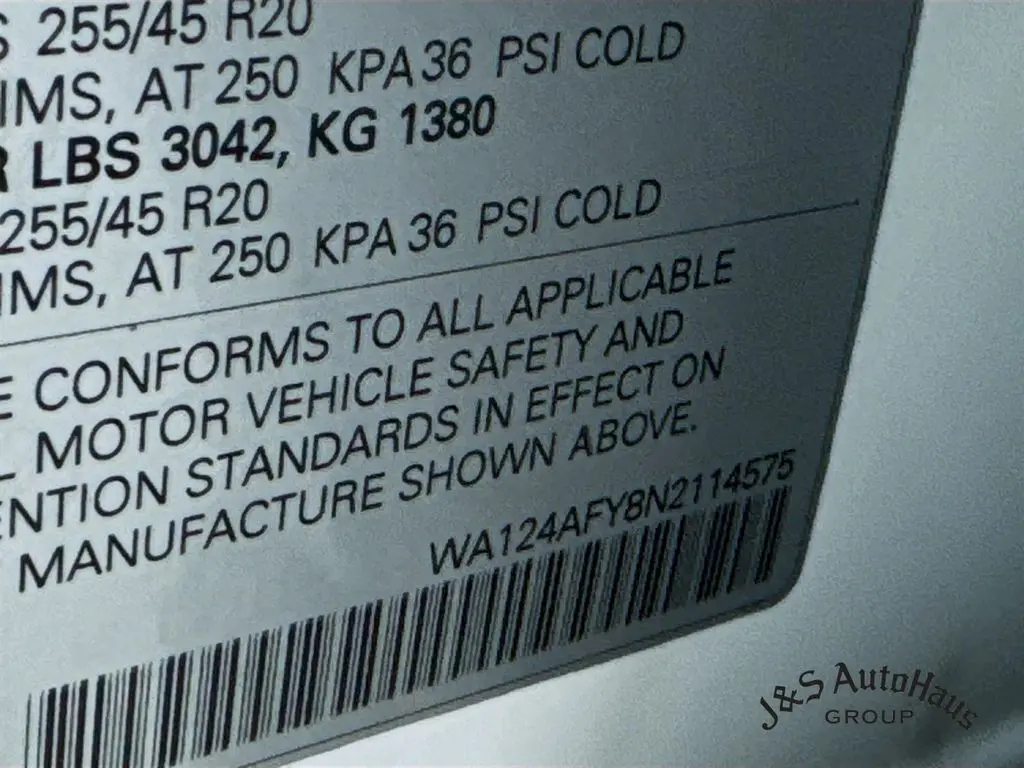 255/45 R20
IMS, AT 250 KPA 36 PSI COLD
R LBS 3042, KG 1380
255/45 R20
IMS, AT 250 KPA 36 PSI COLD
E CONFORMS TO ALL APPLICABLE
L MOTOR VEHICLE SAFETY AND
ENTION STANDARDS IN EFFECT ON
MANUFACTURE SHOWN ABOVE.
WA124AFY8N2114575
J&S AutoHaus
GROUP